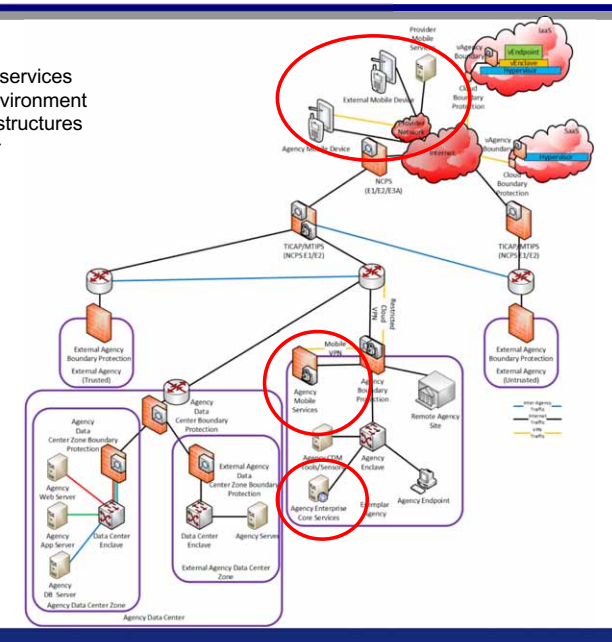 services
vironment
structures
Provider
Mobile
Services
External Mobile Device
Agency Mobile Device
Provider
Network
Internet
vAgency
Boundary
Cloud
Boundary
Protection
IaaS
vEndpoint
vEnclave
Hypervisor
vAgency
Boundary
SaaS
Hypervisor
Cloud
Boundary
Protection
NCPS
(E1/E2/E3A)
TICAP/MTIPS
(NCPS E1/E2)
TICAP/MTIPS
(NCPS E1/E2)
External Agency
Boundary Protection
External Agency
(Trusted)
Restricted
Cloud
VPN
Mobile
VPN
Agency
Mobile
Services
Agency
Boundary
Protection
Remote Agency
Site
Agency CDM
Tools/Sensors
Agency
Enclave
Agency Enterprise
Core Services
Exemplar
Agency
Agency Endpoint
External Agency
Boundary Protection
External Agency
(Untrusted)
Inter-Agency
Traffic
Internet
Traffic
VPN
Traffic
Agency
Data
Center Boundary
Protection
Agency
Data
Center Zone Boundary
Protection
Agency
Web Server
Agency
App Server
Data Center
Enclave
Agency
DB. Server
Agency Data Center Zone
External Agency
Data
Center Zone Boundary
Protection
Data Center
Enclave
Agency Server
External Agency Data Center
Zone
Agency Data Center